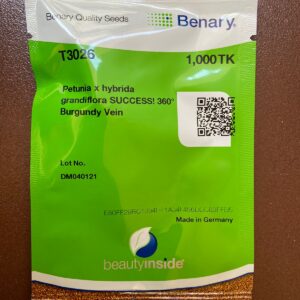 Benary Quality Seeds
Benary®
T3026
1,000TK
Petunia x hybrida
grandiflora SUCCESS! 360°
Burgundy Vein
Lot No.
DM040121
Made in Germany
beautyinside®